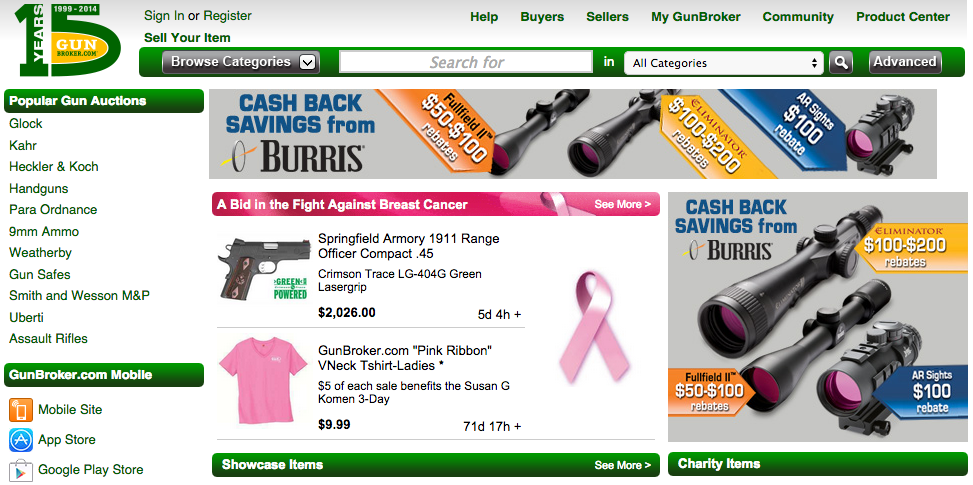 15 YEARS
1999 - 2014
GUN
BROKER.COM
Sign In or Register
Sell Your Item
Help Buyers Sellers My GunBroker Community Product Center
Browse Categories Search for in All Categories Advanced
Popular Gun Auctions
Glock
Kahr
Heckler & Koch
Handguns
Para Ordnance
9mm Ammo
Weatherby
Gun Safes
Smith and Wesson M&P
Uberti
Assault Rifles
GunBroker.com Mobile
Mobile Site
App Store
Google Play Store
CASH BACK
SAVINGS from
BURRIS
Fullfield II™
$50-$100
rebates
ELIMINATOR
$100-$200
rebates
AR Sights
$100
rebate
A Bid in the Fight Against Breast Cancer See More >
Springfield Armory 1911 Range
Officer Compact .45
Crimson Trace LG-404G Green
Lasergrip
$2,026.00 5d 4h +
GREEN
POWERED
GunBroker.com "Pink Ribbon"
VNeck Tshirt-Ladies *
$5 of each sale benefits the Susan G
Komen 3-Day
$9.99 71d 17h +
CASH BACK
SAVINGS from
BURRIS
ELIMINATOR
$100-$200
rebates
Fullfield II™
$50-$100
rebates
AR Sights
$100
rebate
Showcase Items See More >
Charity Items